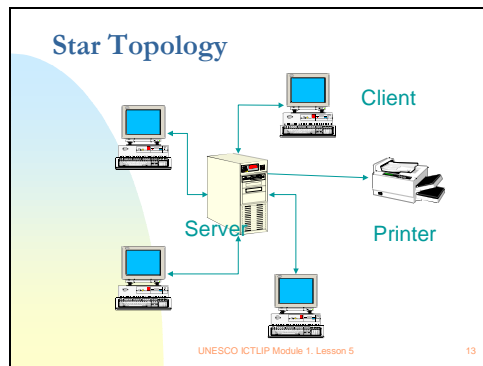 Star Topology
Client
Server
Printer
UNESCO ICTLIP Module 1. Lesson 5
13